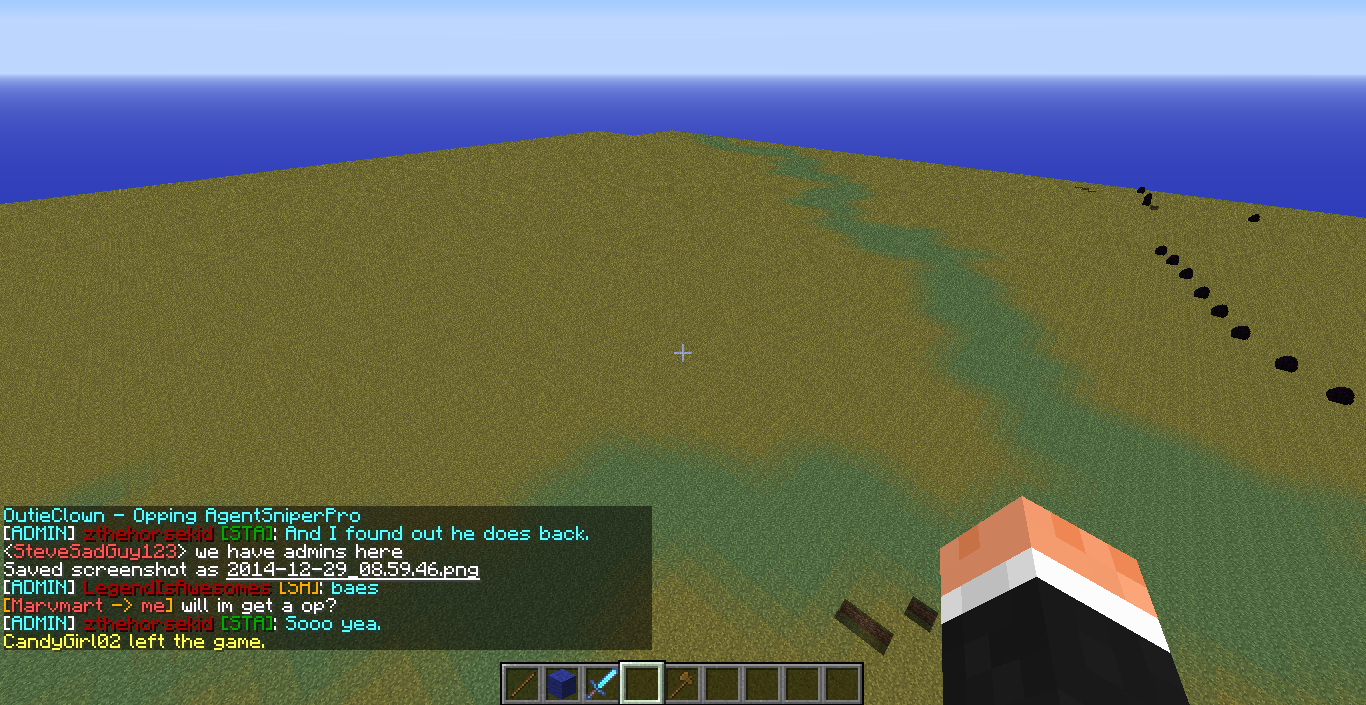 OutieClown - Opping AgentSniperPro
[ADMIN] zthehorsekid [STA]: And I found out he does back.
<SteveSadGuy123> we have admins here
Saved screenshot as 2014-12-29_08.59.46.png
[ADMIN] LegendIsAwesomes [SA]: baes
[Marvmart -> me] will im get a op?
[ADMIN] zthehorsekid [STA]: Sooo yea.
CandyGirl02 left the game.